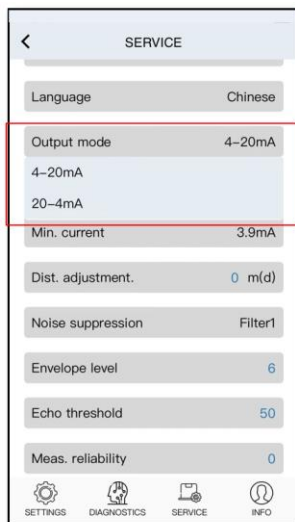 SERVICE
Language Chinese
Output mode 4-20mA
4-20mA
20-4mA
Min. current 3.9mA
Dist. adjustment. 0 m(d)
Noise suppression Filter1
Envelope level 6
Echo threshold 50
Meas. reliability 0
SETTINGS DIAGNOSTICS SERVICE INFO